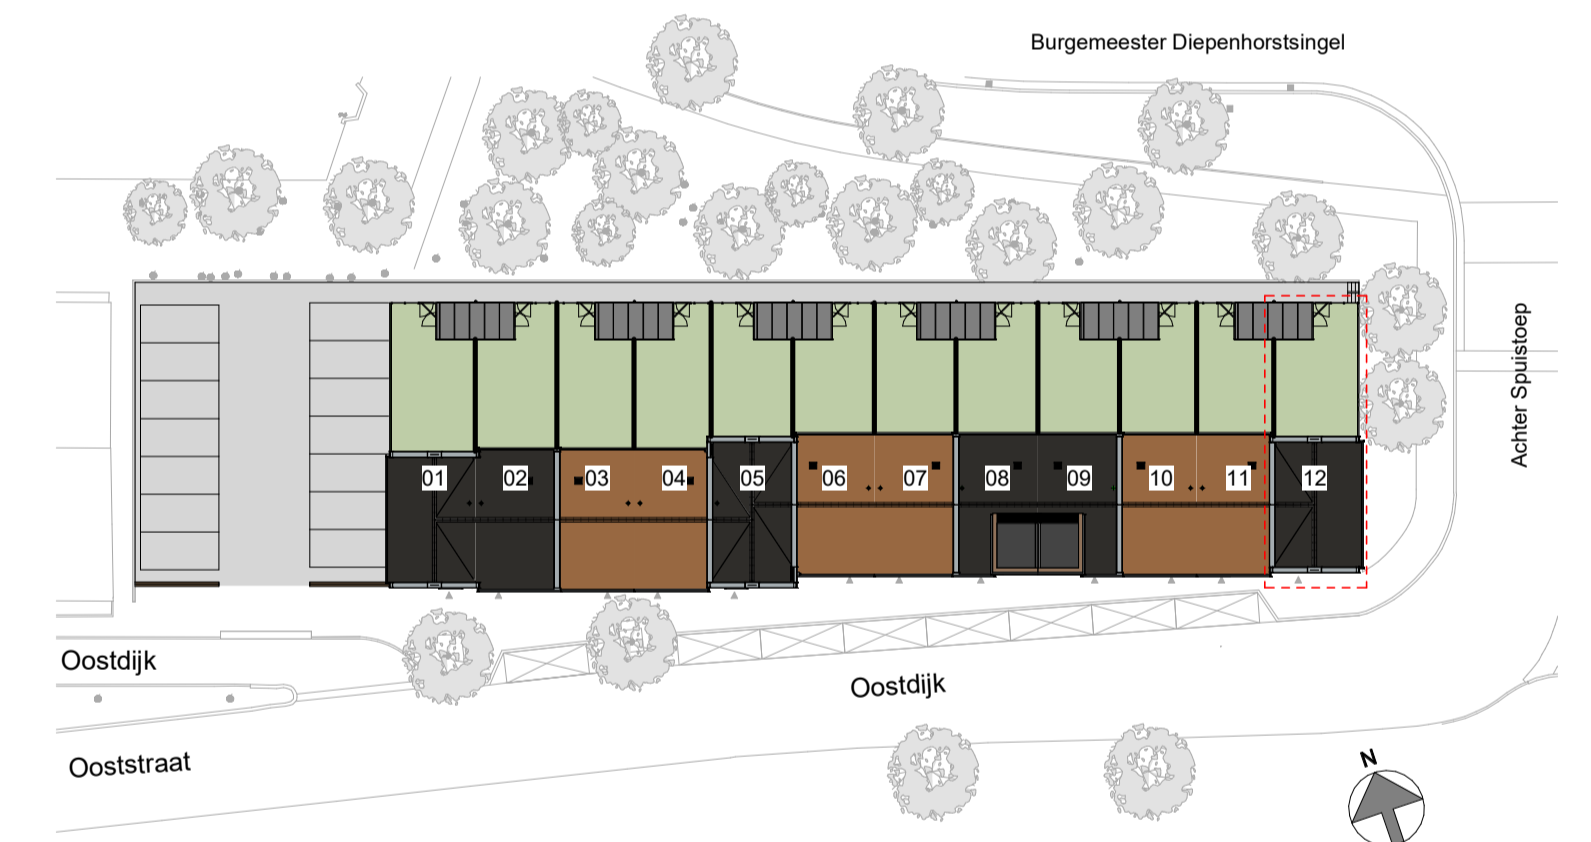 Burgemeester Diepenhorstsingel
Achter Spuistoep
01 02 03 04 05 06 07 08 09 10 11 12
Oostdijk
Oostdijk
Ooststraat
N